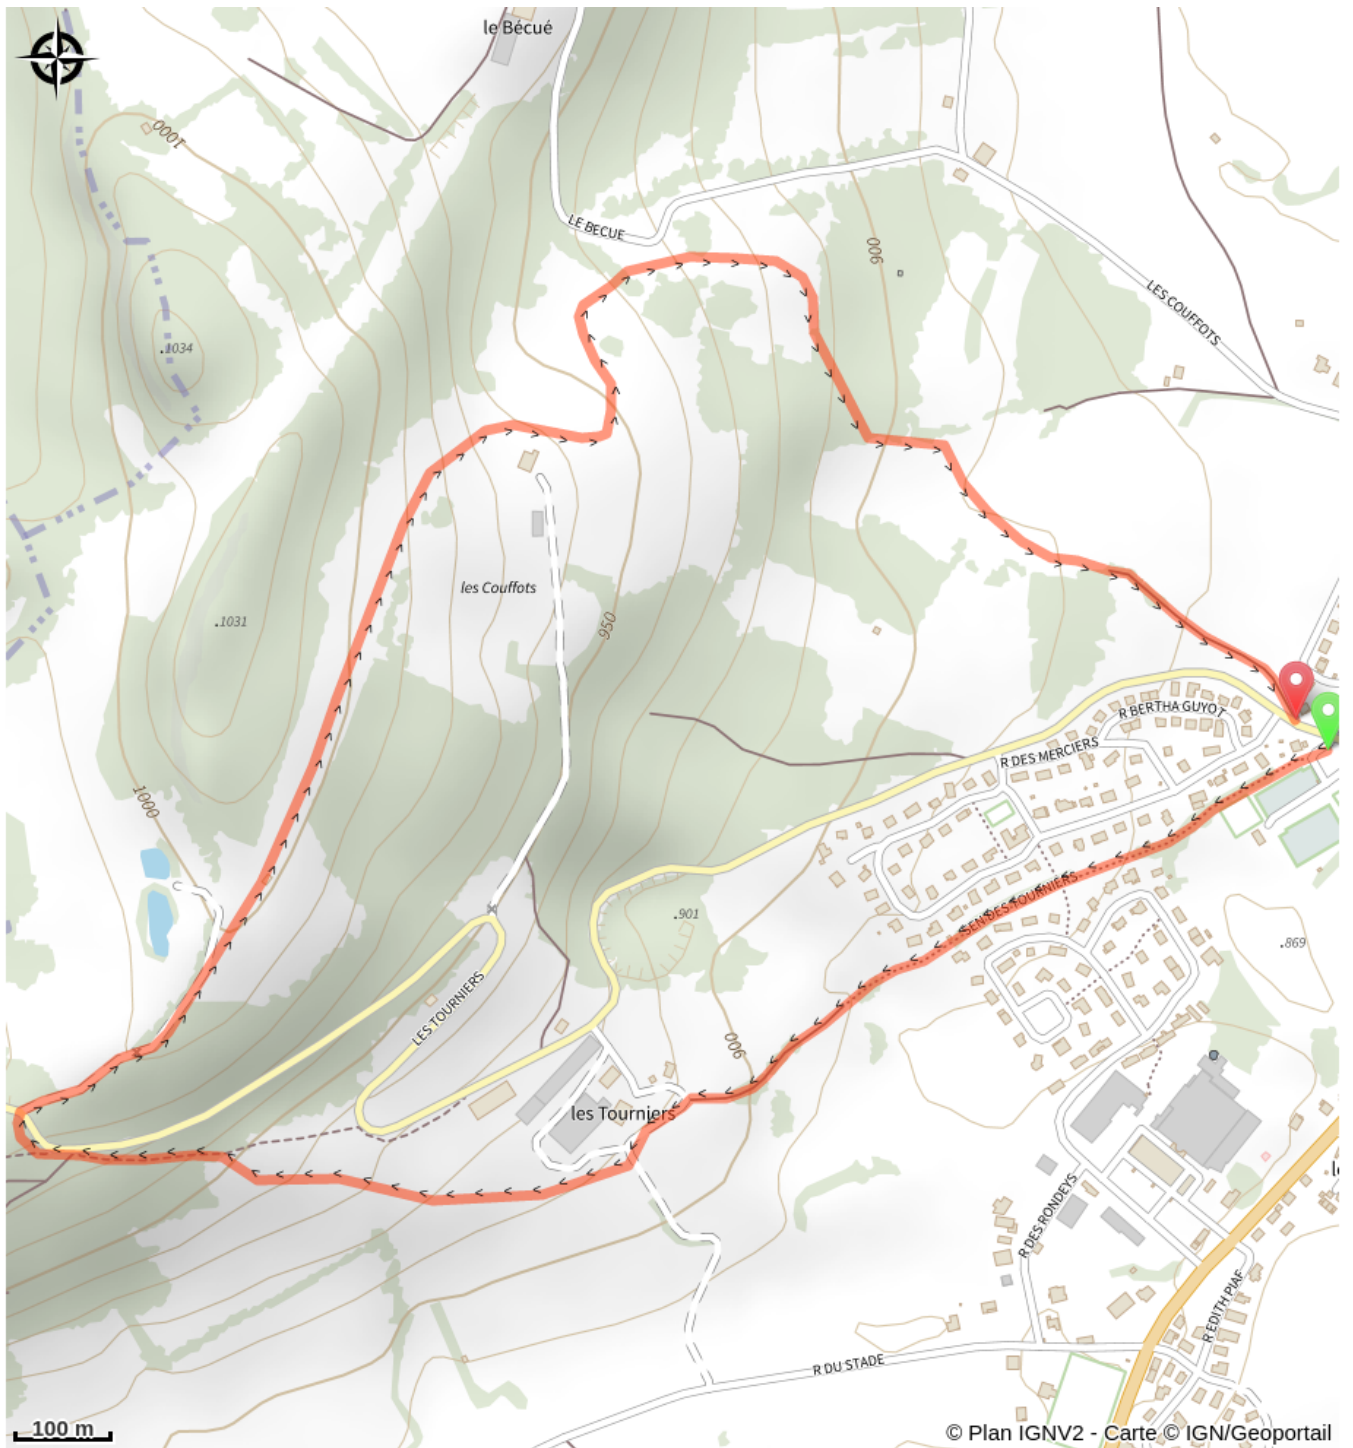 le Bécué
1000
LE BECUE
900
LES COUFFOTS
.1034
les Couffots
.1031
950
R BERTHA GUYOT
R DES MERCIERS
1000
SEN DES TOURNIERS
.901
.869
LES TOURNIERS
900
les Tourniers
R DES RONDEYS
R EDITH PIAF
R DU STADE
100 m
© Plan IGNV2 - Carte © IGN/Geoportail